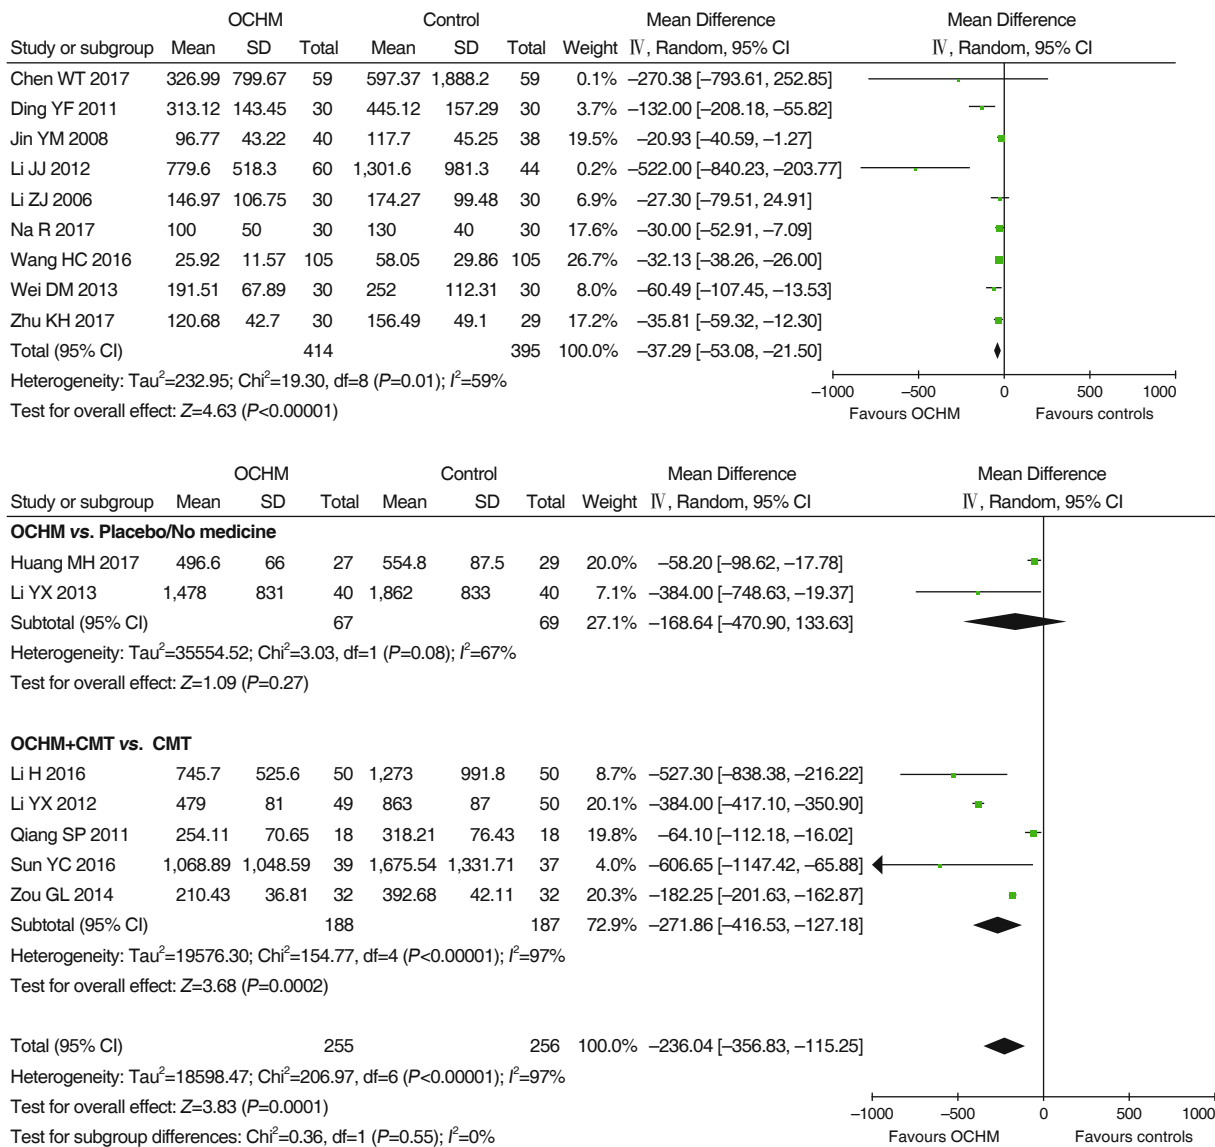 OCHM Control Mean Difference Mean Difference
Study or subgroup Mean SD Total Mean SD Total Weight Ⅳ, Random, 95% CI Ⅳ, Random, 95% CI
Chen WT 2017 326.99 799.67 59 597.37 1,888.2 59 0.1% −270.38 [−793.61, 252.85]
Ding YF 2011 313.12 143.45 30 445.12 157.29 30 3.7% −132.00 [−208.18, −55.82]
Jin YM 2008 96.77 43.22 40 117.7 45.25 38 19.5% −20.93 [−40.59, −1.27]
Li JJ 2012 779.6 518.3 60 1,301.6 981.3 44 0.2% −522.00 [−840.23, −203.77]
Li ZJ 2006 146.97 106.75 30 174.27 99.48 30 6.9% −27.30 [−79.51, 24.91]
Na R 2017 100 50 30 130 40 30 17.6% −30.00 [−52.91, −7.09]
Wang HC 2016 25.92 11.57 105 58.05 29.86 105 26.7% −32.13 [−38.26, −26.00]
Wei DM 2013 191.51 67.89 30 252 112.31 30 8.0% −60.49 [−107.45, −13.53]
Zhu KH 2017 120.68 42.7 30 156.49 49.1 29 17.2% −35.81 [−59.32, −12.30]
Total (95% CI) 414 395 100.0% −37.29 [−53.08, −21.50]
Heterogeneity: Tau²=232.95; Chi²=19.30, df=8 (P=0.01); I²=59%
Test for overall effect: Z=4.63 (P<0.00001)
−1000 −500 0 500 1000
Favours OCHM Favours controls
OCHM Control Mean Difference Mean Difference
Study or subgroup Mean SD Total Mean SD Total Weight Ⅳ, Random, 95% CI Ⅳ, Random, 95% CI
OCHM vs. Placebo/No medicine
Huang MH 2017 496.6 66 27 554.8 87.5 29 20.0% −58.20 [−98.62, −17.78]
Li YX 2013 1,478 831 40 1,862 833 40 7.1% −384.00 [−748.63, −19.37]
Subtotal (95% CI) 67 69 27.1% −168.64 [−470.90, 133.63]
Heterogeneity: Tau²=35554.52; Chi²=3.03, df=1 (P=0.08); I²=67%
Test for overall effect: Z=1.09 (P=0.27)
OCHM+CMT vs. CMT
Li H 2016 745.7 525.6 50 1,273 991.8 50 8.7% −527.30 [−838.38, −216.22]
Li YX 2012 479 81 49 863 87 50 20.1% −384.00 [−417.10, −350.90]
Qiang SP 2011 254.11 70.65 18 318.21 76.43 18 19.8% −64.10 [−112.18, −16.02]
Sun YC 2016 1,068.89 1,048.59 39 1,675.54 1,331.71 37 4.0% −606.65 [−1147.42, −65.88]
Zou GL 2014 210.43 36.81 32 392.68 42.11 32 20.3% −182.25 [−201.63, −162.87]
Subtotal (95% CI) 188 187 72.9% −271.86 [−416.53, −127.18]
Heterogeneity: Tau²=19576.30; Chi²=154.77, df=4 (P<0.00001); I²=97%
Test for overall effect: Z=3.68 (P=0.0002)
Total (95% CI) 255 256 100.0% −236.04 [−356.83, −115.25]
Heterogeneity: Tau²=18598.47; Chi²=206.97, df=6 (P<0.00001); I²=97%
Test for overall effect: Z=3.83 (P=0.0001)
Test for subgroup differences: Chi²=0.36, df=1 (P=0.55); I²=0%
−1000 −500 0 500 1000
Favours OCHM Favours controls